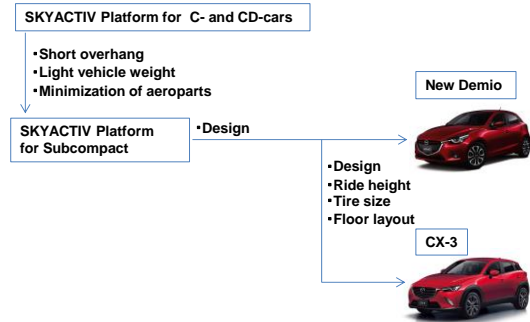 SKYACTIV Platform for C- and CD-cars
▪Short overhang
▪Light vehicle weight
▪Minimization of aeroparts
New Demio
SKYACTIV Platform
for Subcompact
▪Design
▪Design
▪Ride height
▪Tire size
▪Floor layout
CX-3